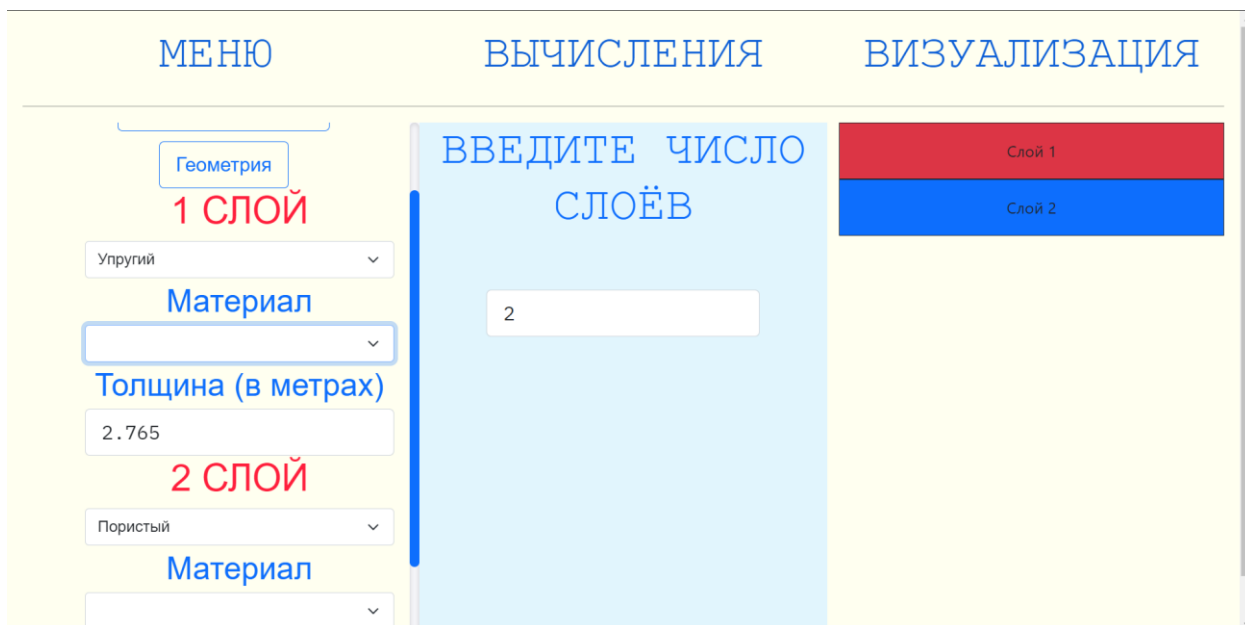 МЕНЮ
ВЫЧИСЛЕНИЯ
ВИЗУАЛИЗАЦИЯ
Геометрия
1 СЛОЙ
Упругий
Материал
Толщина (в метрах)
2.765
2 СЛОЙ
Пористый
Материал
ВВЕДИТЕ ЧИСЛО
СЛОЁВ
2
Слой 1
Слой 2